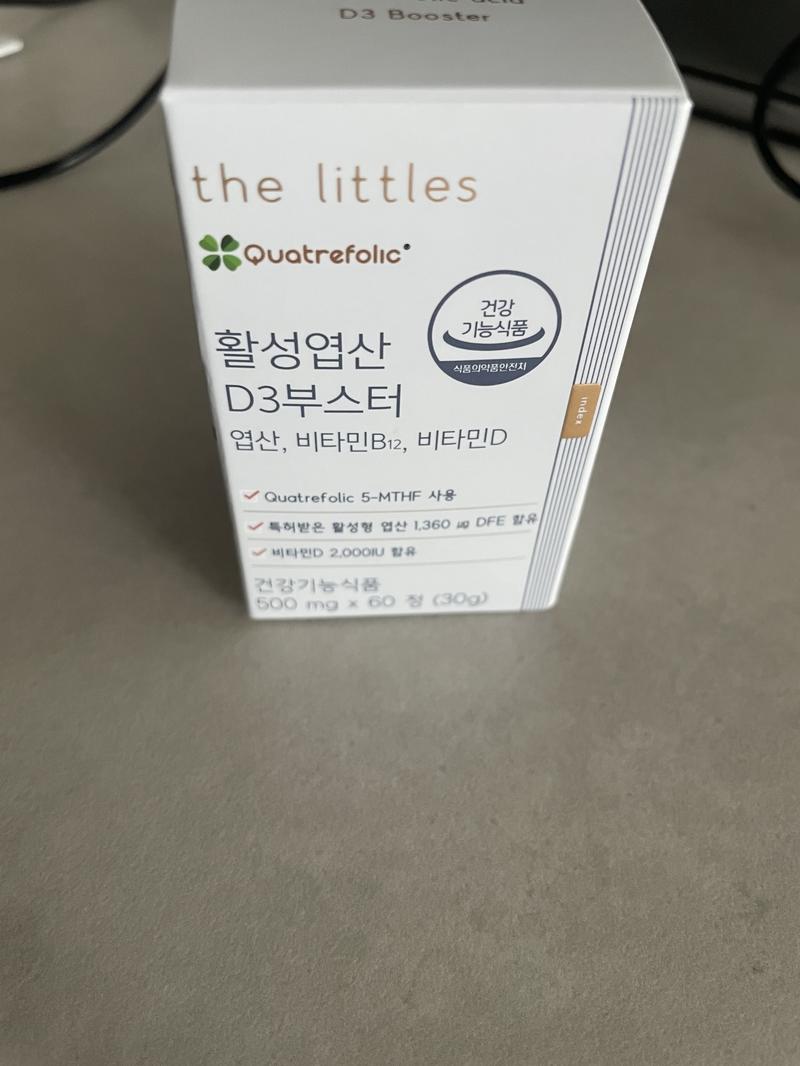 acid
D3 Booster
the littles
Quatrefolic®
건강
기능식품
식품의약품안전처
활성엽산
D3부스터
index
엽산, 비타민B12, 비타민D
Quatrefolic 5-MTHF 사용
특허받은 활성형 엽산 1,360 ㎍ DFE 함유
비타민D 2,000IU 함유
건강기능식품
500 mg x 60 정 (30g)